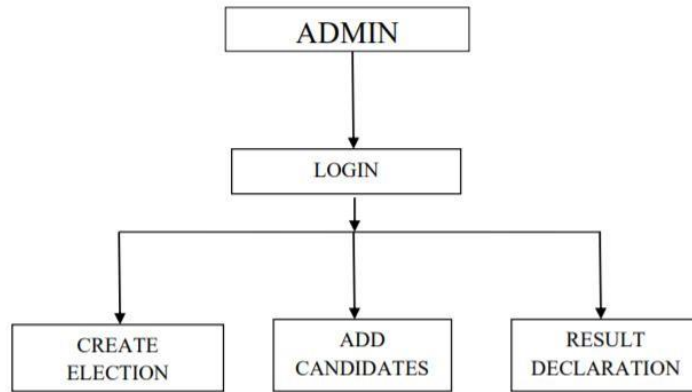 ADMIN
LOGIN
CREATE
ELECTION
ADD
CANDIDATES
RESULT
DECLARATION